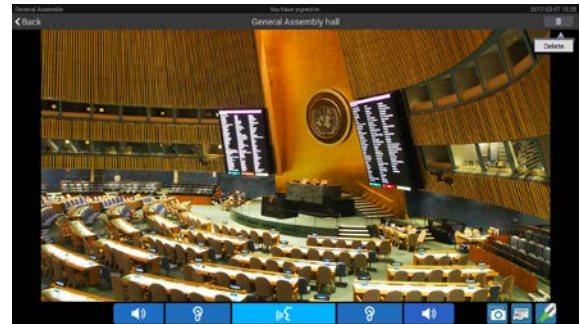 General Assembly
You have signed-in.
2017-03-07 10:28
Back
General Assembly hall
Delete